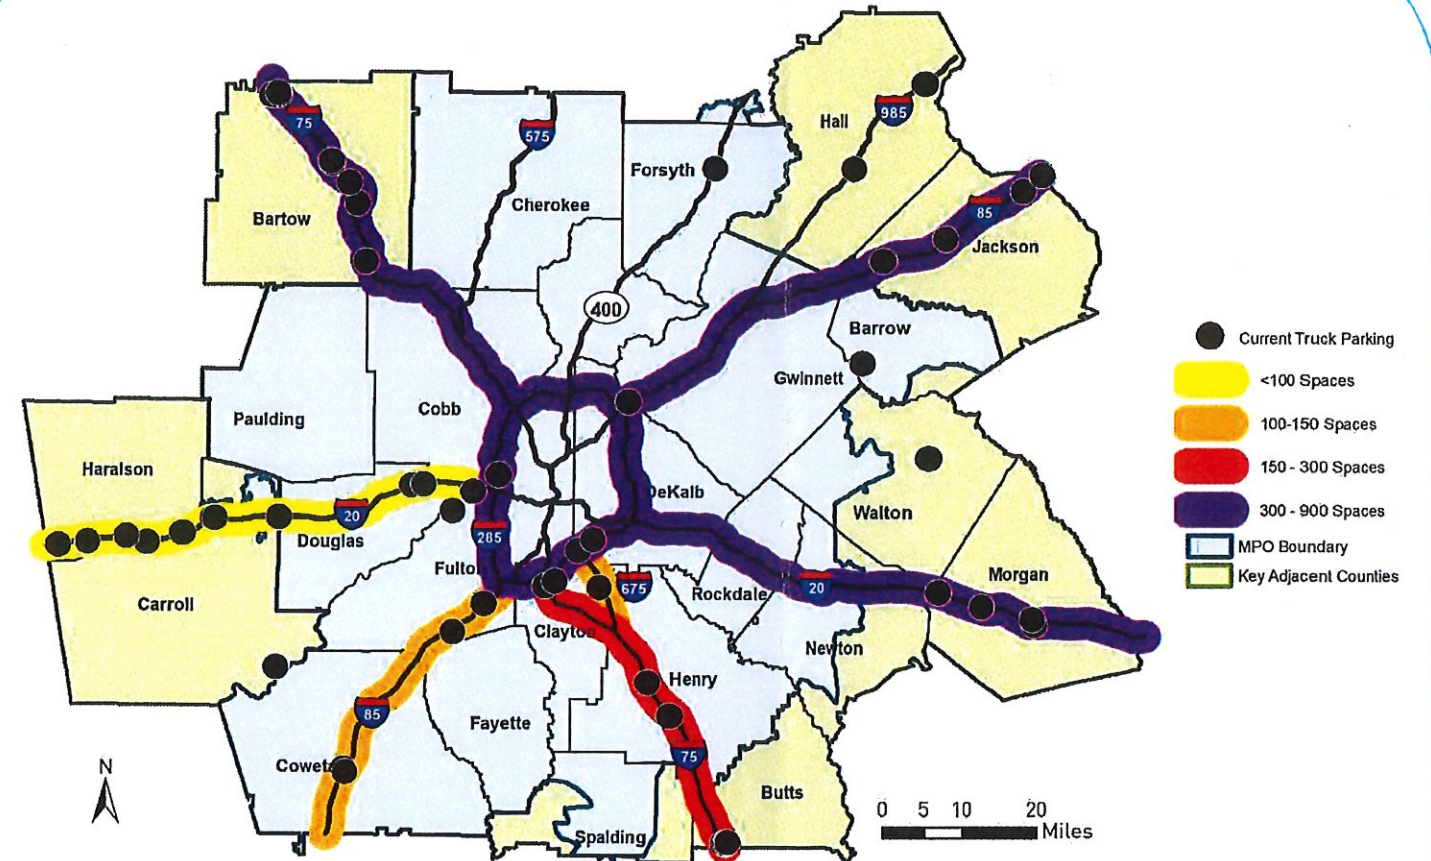 75
575
985
Hall
Forsyth
Cherokee
Bartow
85
Jackson
400
Barrow
Gwinnett
Current Truck Parking
<100 Spaces
100-150 Spaces
150 - 300 Spaces
300 - 900 Spaces
MPO Boundary
Key Adjacent Counties
Cobb
Paulding
Haralson
DeKalb
Walton
20
Douglas
285
Fulton
675
Rockdale
20
Morgan
Carroll
Clayton
Newton
Henry
85
Fayette
75
Coweta
Butts
Spalding
N
0 5 10 20
Miles